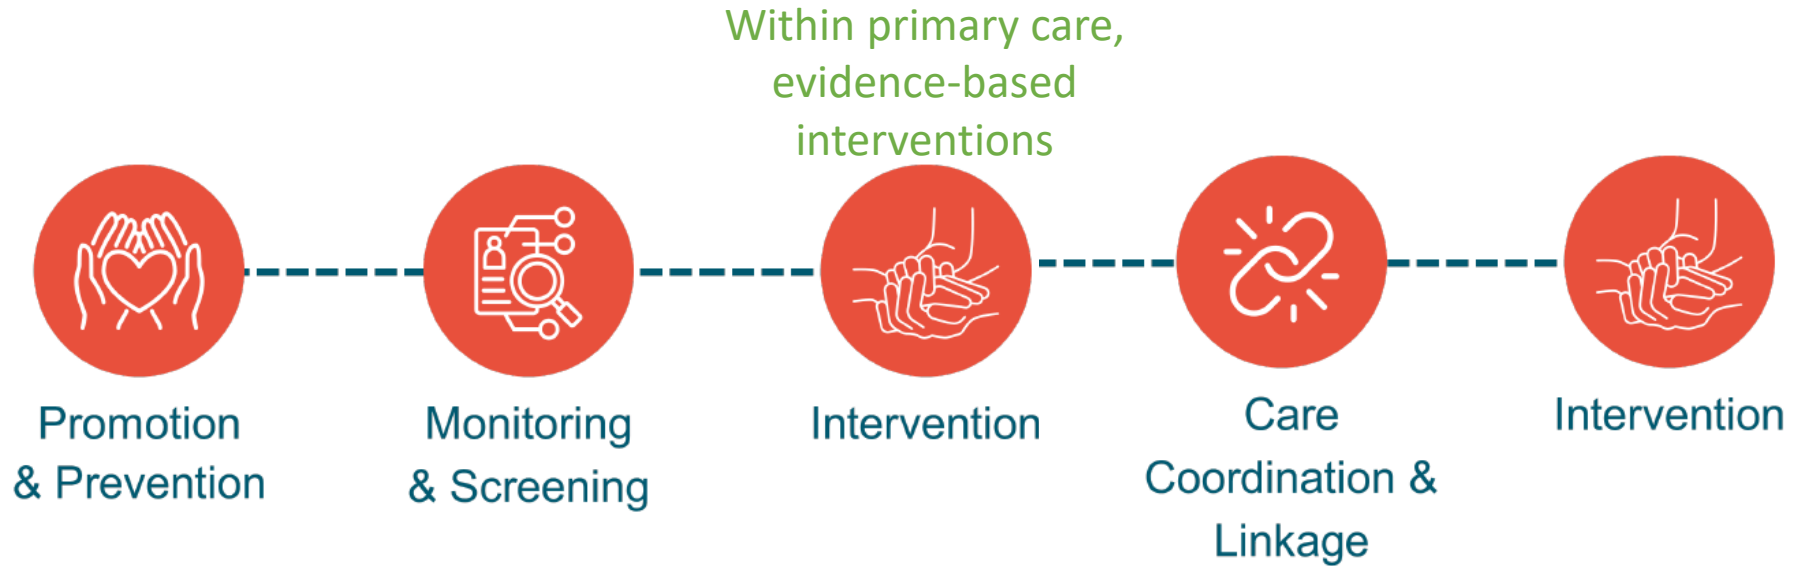 Within primary care,
evidence-based
interventions
Promotion
& Prevention
Monitoring
& Screening
Intervention
Care
Coordination &
Linkage
Intervention